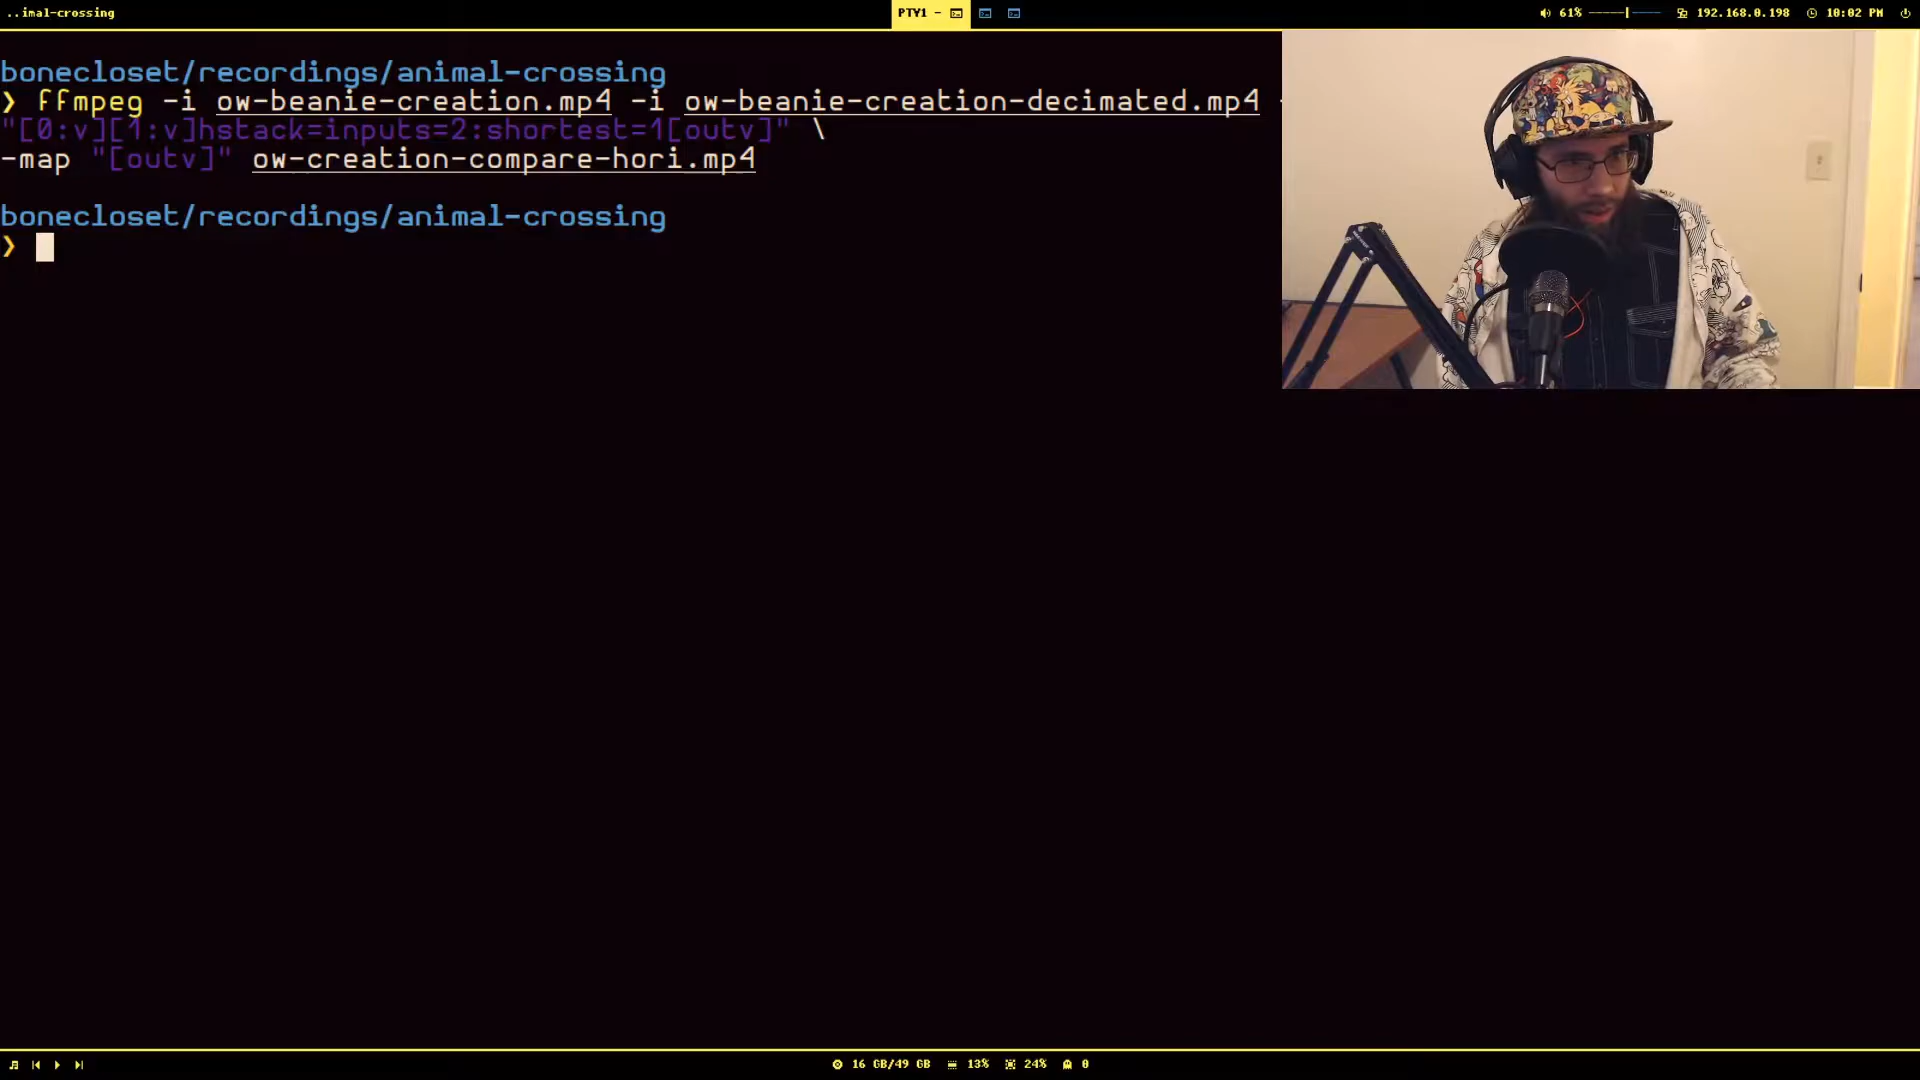 ..imal-crossing
PTY1 -
61%
192.168.0.198
10:02 PM
bonecloset/recordings/animal-crossing
❯ ffmpeg -i ow-beanie-creation.mp4 -i ow-beanie-creation-decimated.mp4
"[0:v][1:v]hstack=inputs=2:shortest=1[outv]" \
-map "[outv]" ow-creation-compare-hori.mp4
bonecloset/recordings/animal-crossing
❯
16 GB/49 GB
13%
24%
0